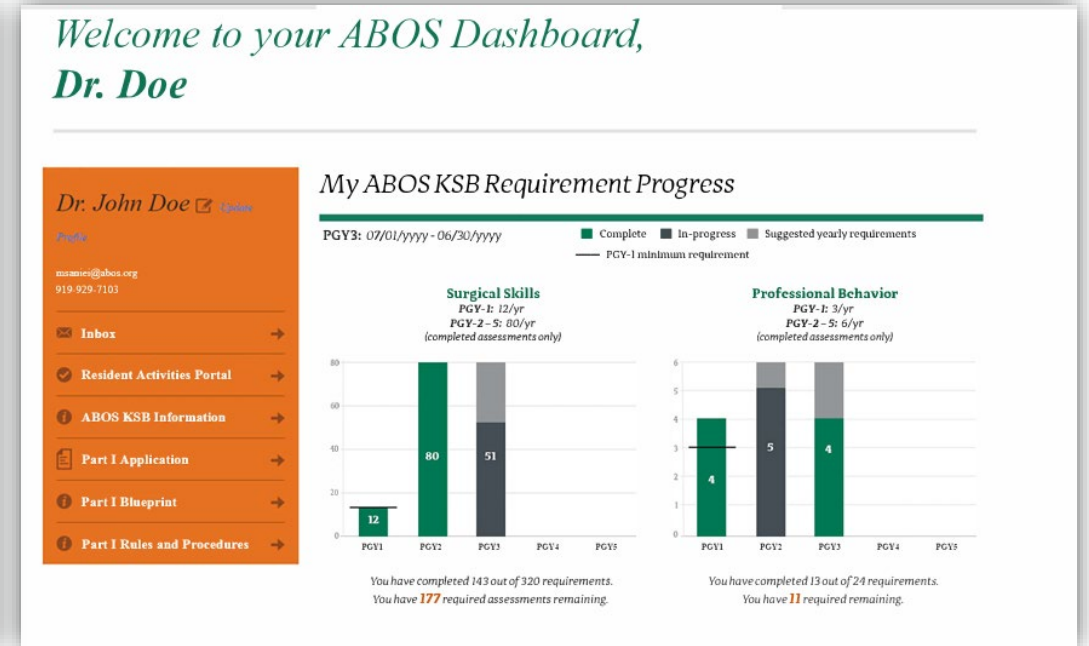 Welcome to your ABOS Dashboard,
Dr. Doe
Dr. John Doe Update
Profile
msaniei@abos.org
919-929-7103
Inbox
Resident Activities Portal
ABOS KSB Information
Part I Application
Part I Blueprint
Part I Rules and Procedures
My ABOS KSB Requirement Progress
PGY3: 07/01/yyyy - 06/30/yyyy
Complete In-progress Suggested yearly requirements
PGY-1 minimum requirement
Surgical Skills
PGY-1: 12/yr
PGY-2 - 5: 80/yr
(completed assessments only)
80
60
40
20
0
12
80
51
PGY1 PGY2 PGY3 PGY4 PGY5
You have completed 143 out of 320 requirements.
You have 177 required assessments remaining.
Professional Behavior
PGY-1: 3/yr
PGY-2 - 5: 6/yr
(completed assessments only)
6
5
4
3
2
1
0
4
5
4
PGY1 PGY2 PGY3 PGY4 PGY5
You have completed 13 out of 24 requirements.
You have 11 required remaining.